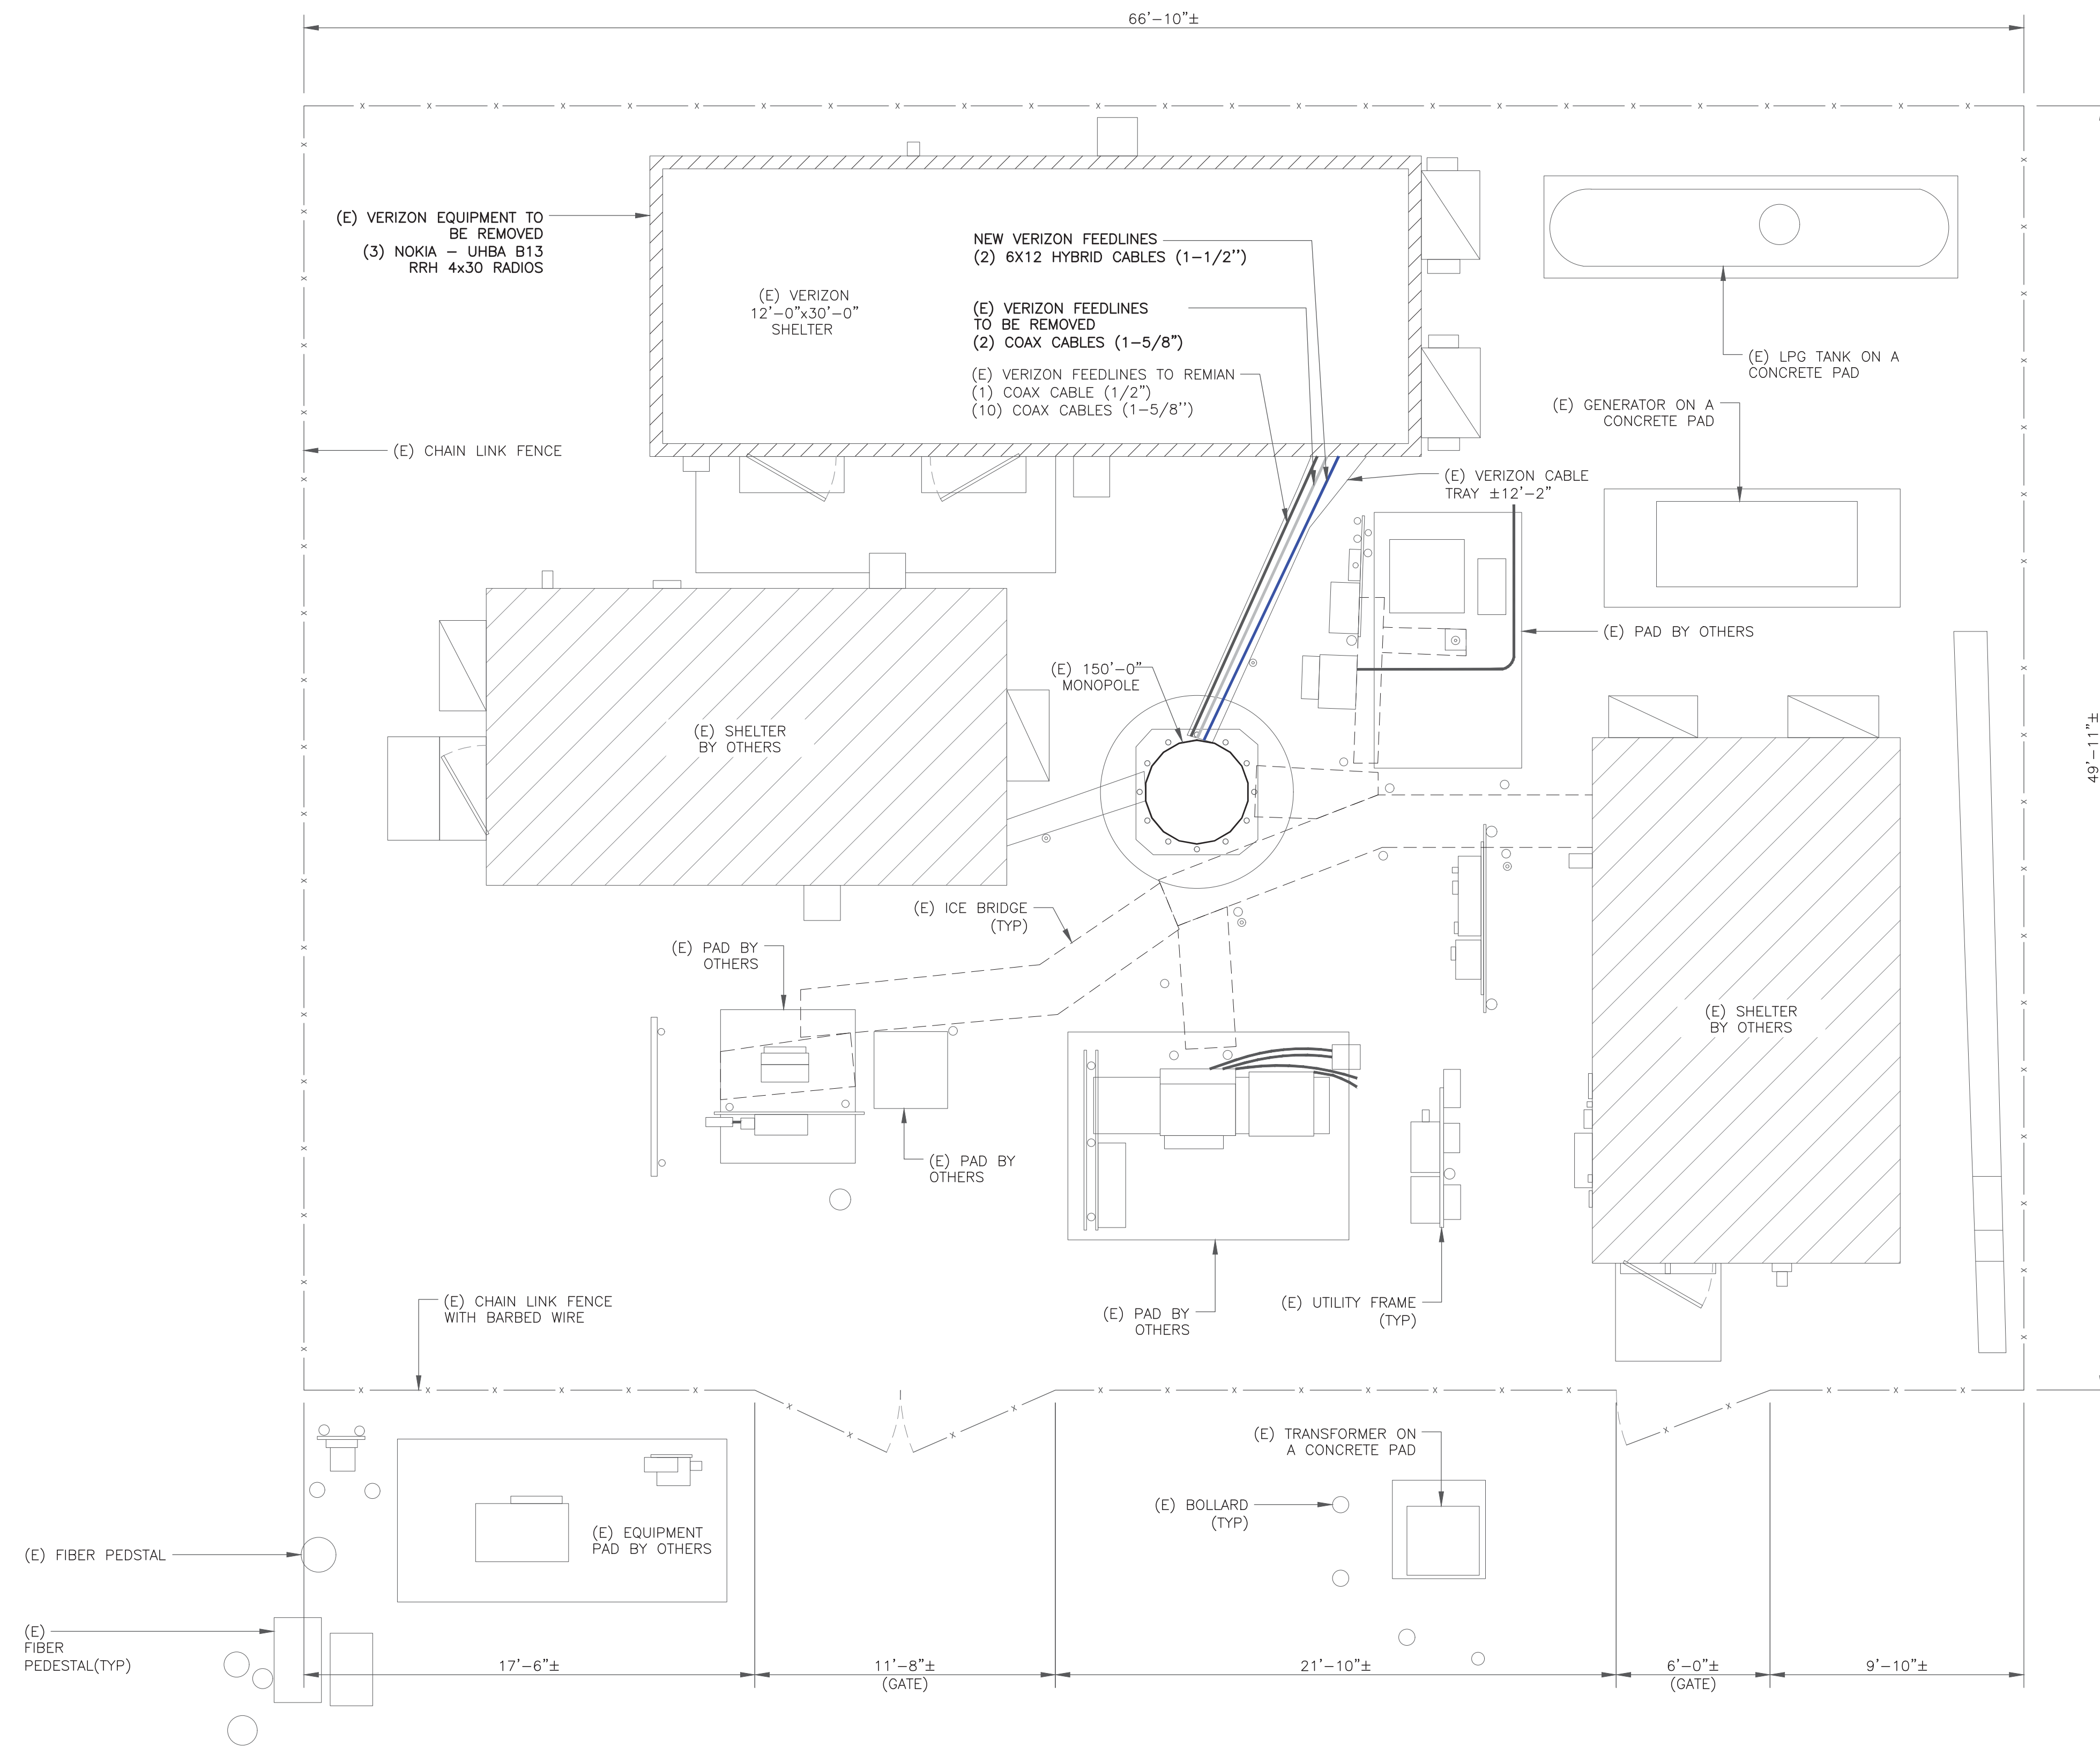 66'-10"±
(E) VERIZON EQUIPMENT TO
BE REMOVED
(3) NOKIA - UHBA B13
RRH 4x30 RADIOS
(E) VERIZON
12'-0"x30'-0"
SHELTER
NEW VERIZON FEEDLINES
(2) 6X12 HYBRID CABLES (1-1/2'')
(E) VERIZON FEEDLINES
TO BE REMOVED
(2) COAX CABLES (1-5/8")
(E) VERIZON FEEDLINES TO REMIAN
(1) COAX CABLE (1/2")
(10) COAX CABLES (1-5/8'')
(E) LPG TANK ON A
CONCRETE PAD
(E) GENERATOR ON A
CONCRETE PAD
(E) CHAIN LINK FENCE
(E) VERIZON CABLE
TRAY ±12'-2"
(E) PAD BY OTHERS
(E) 150'-0"
MONOPOLE
49'-11"±
(E) SHELTER
BY OTHERS
(E) ICE BRIDGE
(TYP)
(E) PAD BY
OTHERS
(E) SHELTER
BY OTHERS
(E) PAD BY
OTHERS
(E) CHAIN LINK FENCE
WITH BARBED WIRE
(E) PAD BY
OTHERS
(E) UTILITY FRAME
(TYP)
(E) TRANSFORMER ON
A CONCRETE PAD
(E) BOLLARD
(TYP)
(E) EQUIPMENT
PAD BY OTHERS
(E) FIBER PEDSTAL
(E)
FIBER
PEDESTAL(TYP)
17'-6"±
11'-8"±
(GATE)
21'-10"±
6'-0"±
(GATE)
9'-10"±